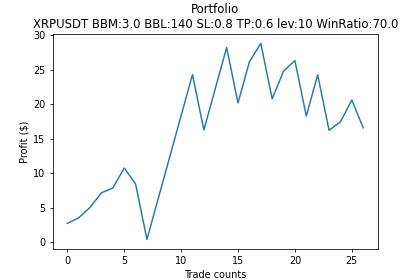 Portfolio
XRPUSDT BBM:3.0 BBL:140 SL:0.8 TP:0.6 lev:10 WinRatio:70.0
30
25
20
15
10
5
0
Profit ($)
0 5 10 15 20 25
Trade counts